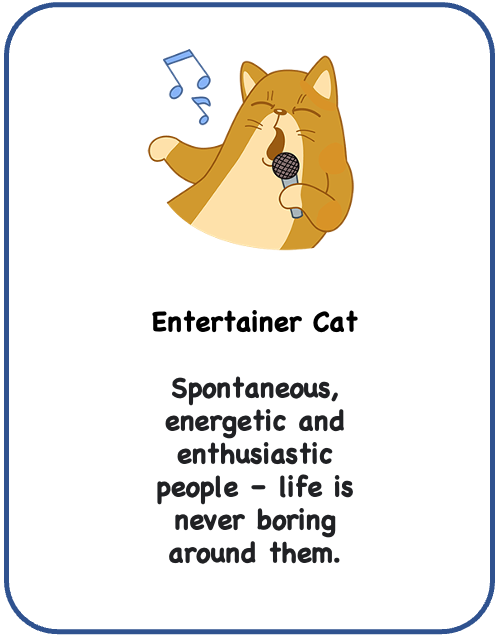 Entertainer Cat
Spontaneous,
energetic and
enthusiastic
people – life is
never boring
around them.